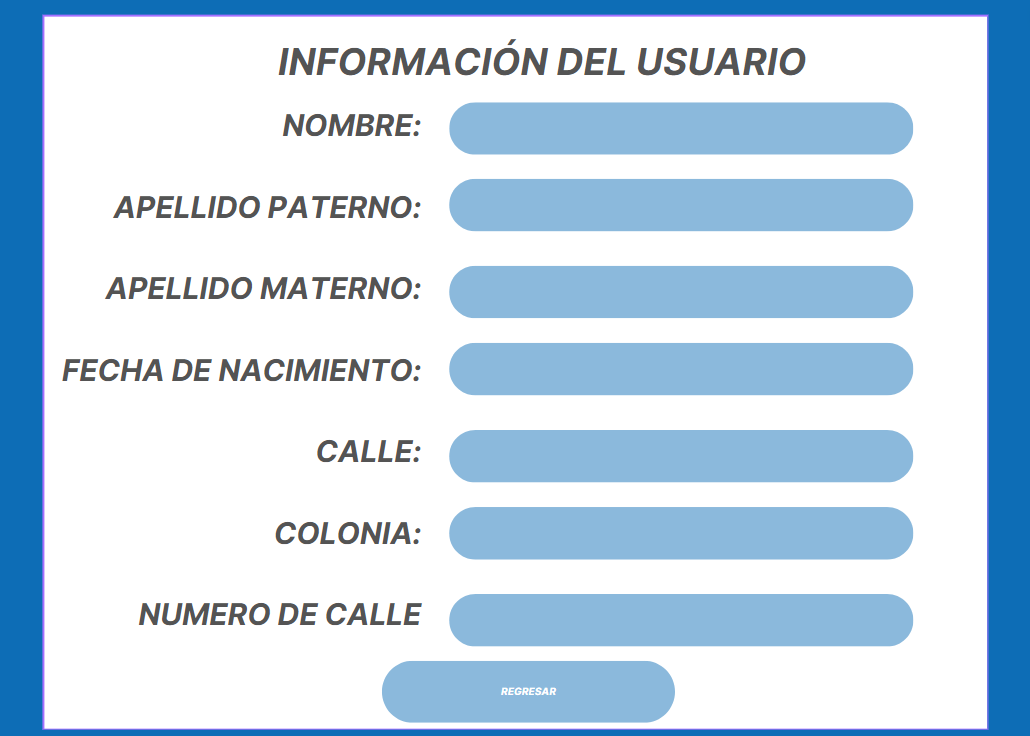 INFORMACIÓN DEL USUARIO
NOMBRE:
APELLIDO PATERNO:
APELLIDO MATERNO:
FECHA DE NACIMIENTO:
CALLE:
COLONIA:
NUMERO DE CALLE
REGRESAR